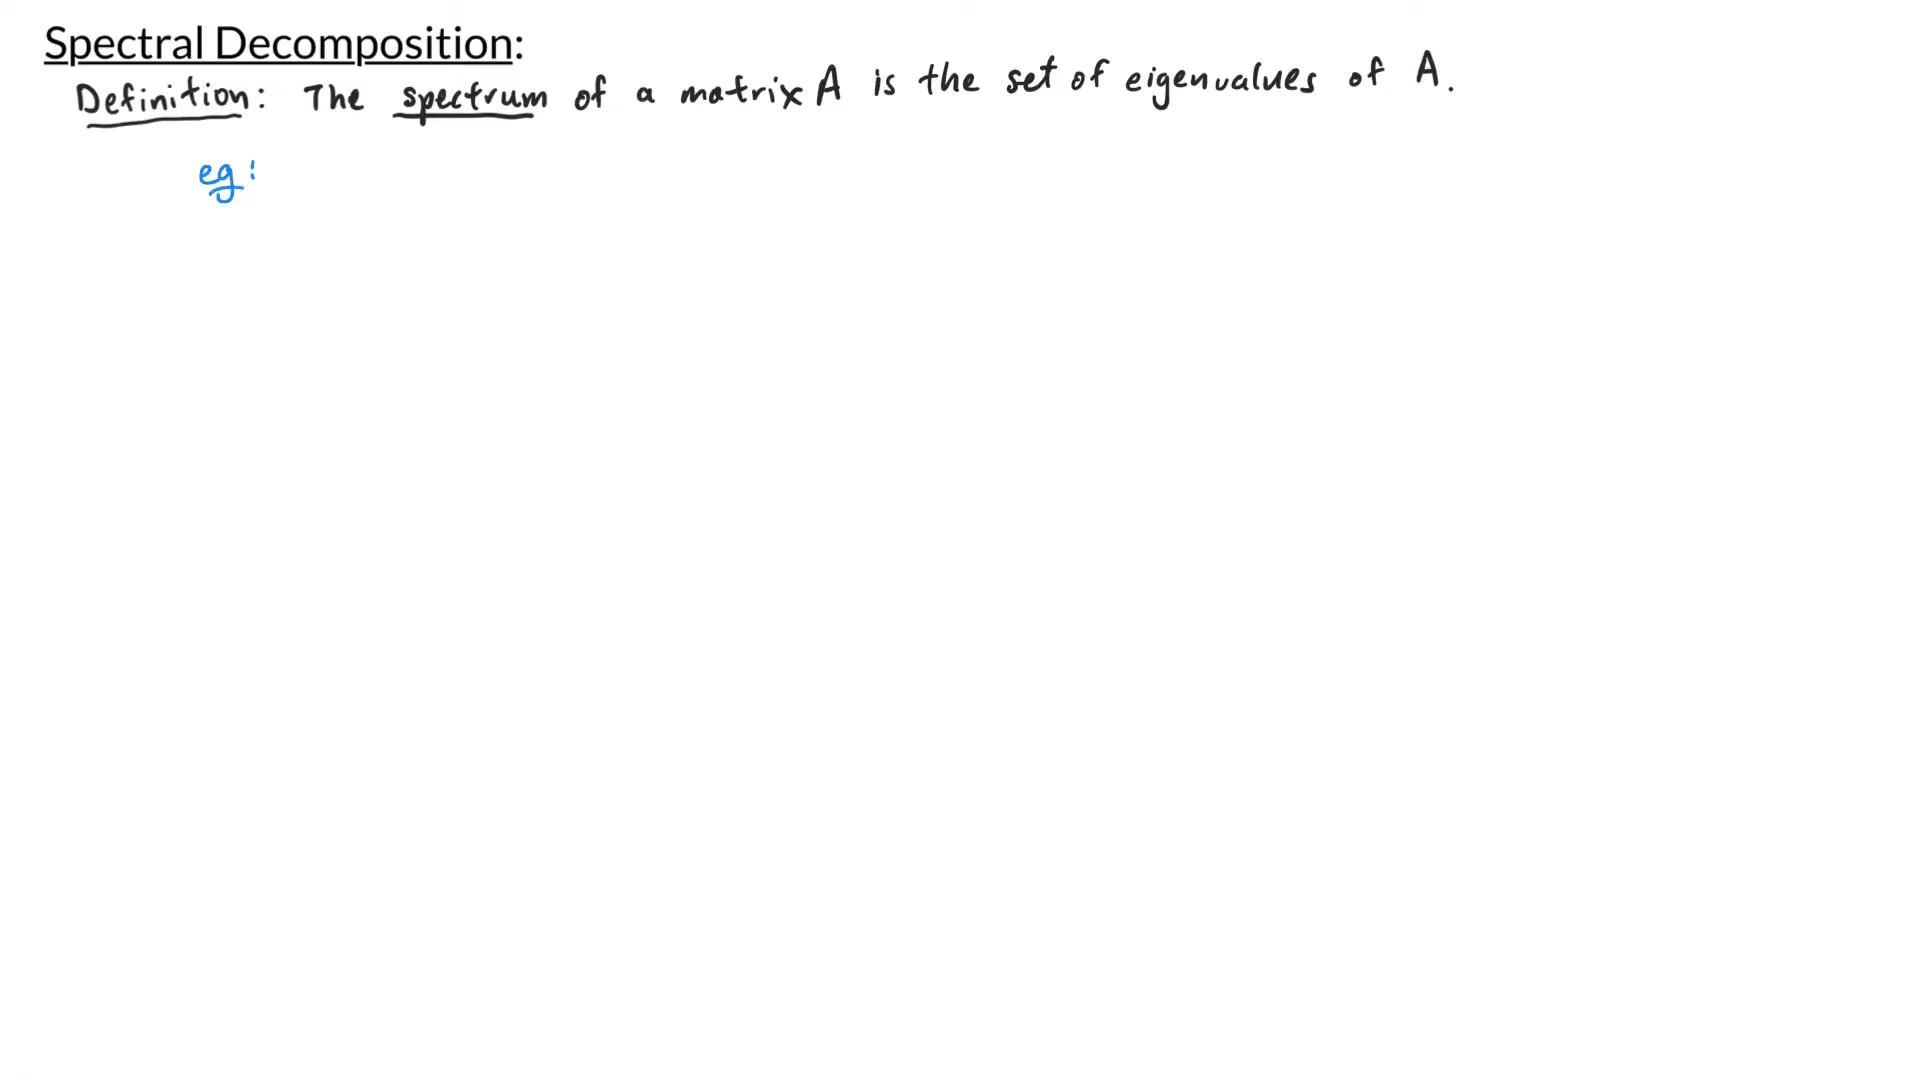 Spectral Decomposition:
Definition: The spectrum of a matrix A is the set of eigenvalues of A.
eg: